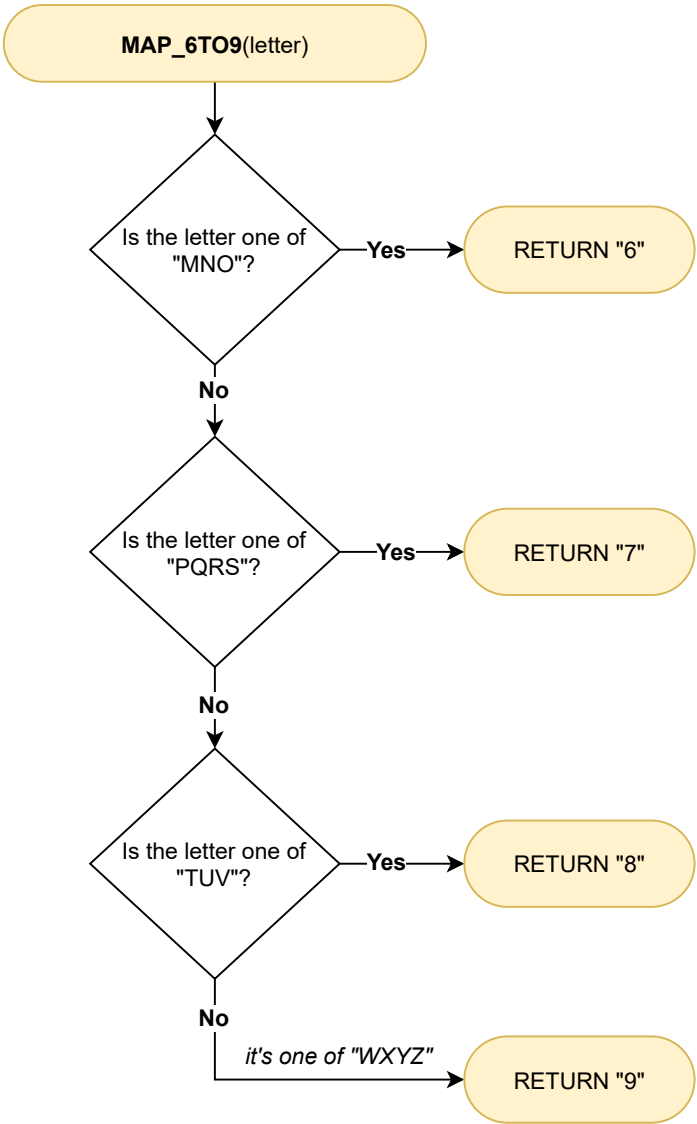 MAP_6TO9(letter)
Is the letter one of
"MNO"?
Yes
RETURN "6"
No
Is the letter one of
"PQRS"?
Yes
RETURN "7"
No
Is the letter one of
"TUV"?
Yes
RETURN "8"
No
it's one of "WXYZ"
RETURN "9"